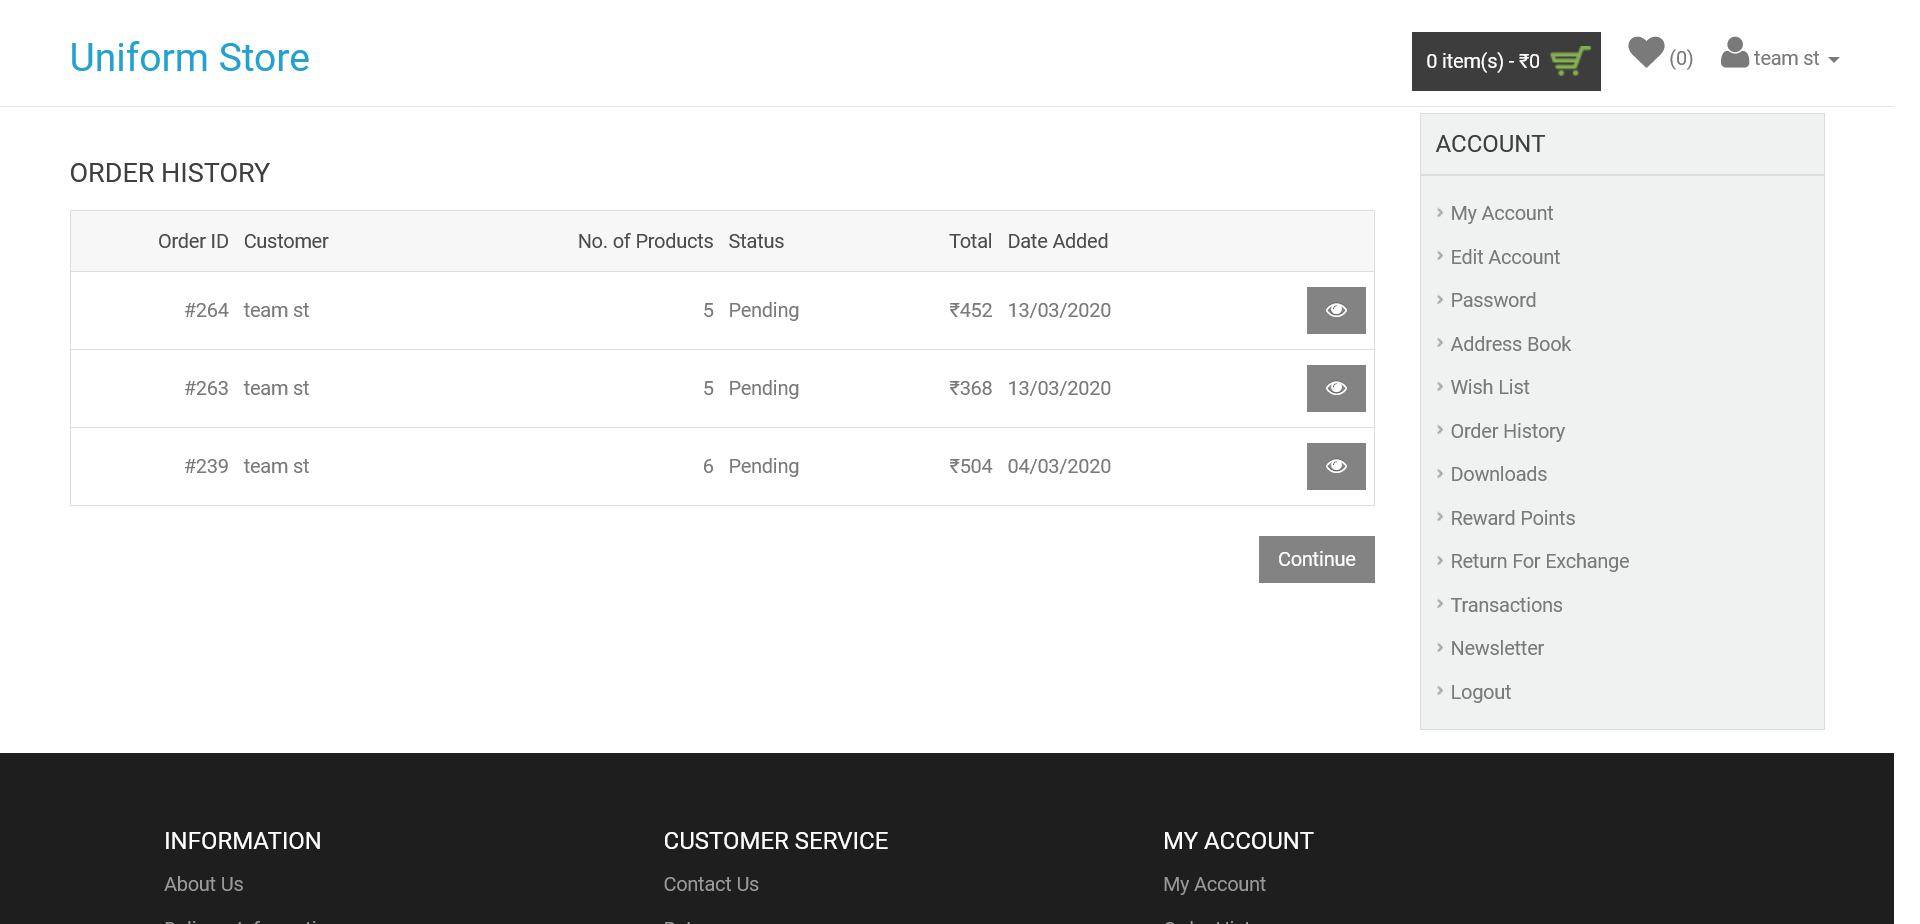 Uniform Store
0 item(s) - ₹0
(0)
team st
ORDER HISTORY
Order ID Customer No. of Products Status Total Date Added
#264 team st 5 Pending ₹452 13/03/2020
#263 team st 5 Pending ₹368 13/03/2020
#239 team st 6 Pending ₹504 04/03/2020
Continue
ACCOUNT
My Account
Edit Account
Password
Address Book
Wish List
Order History
Downloads
Reward Points
Return For Exchange
Transactions
Newsletter
Logout
INFORMATION
About Us
CUSTOMER SERVICE
Contact Us
MY ACCOUNT
My Account